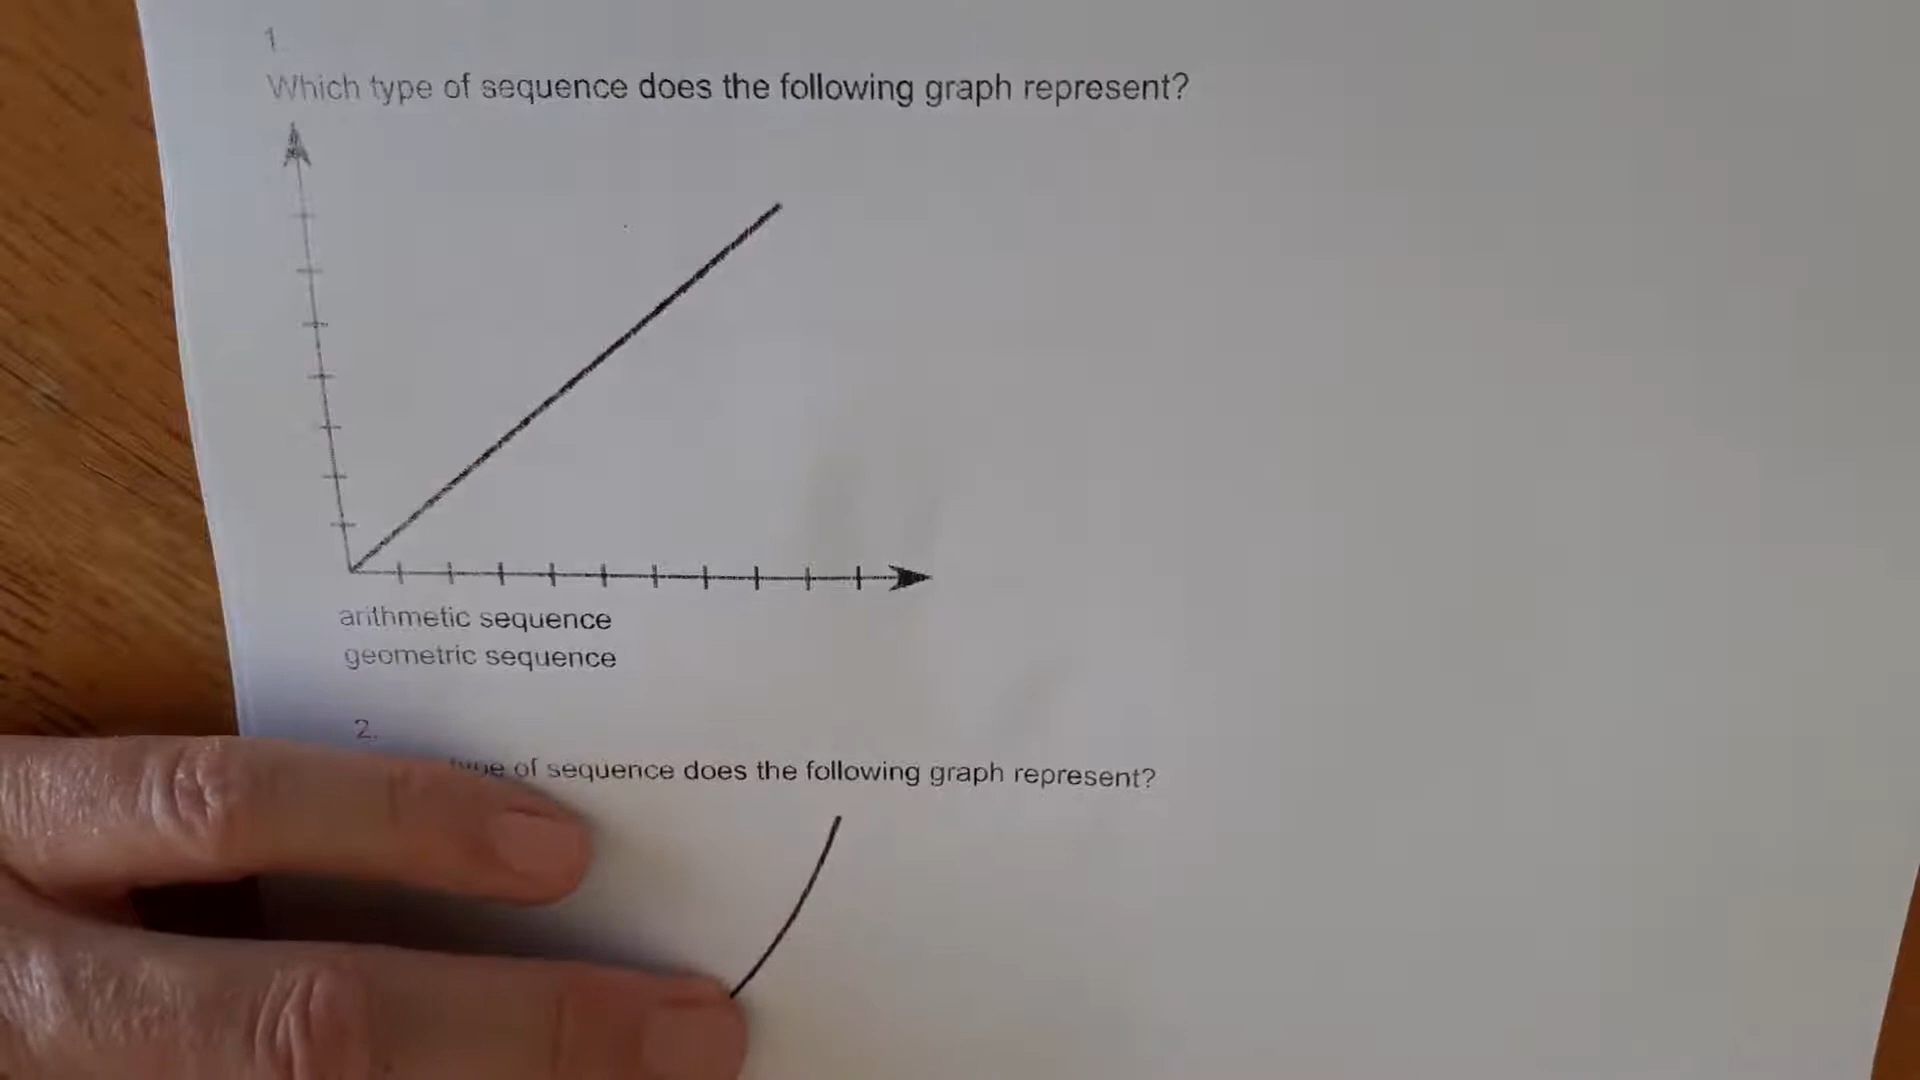 1
Which type of sequence does the following graph represent?
arithmetic sequence
geometric sequence
2.
type of sequence does the following graph represent?